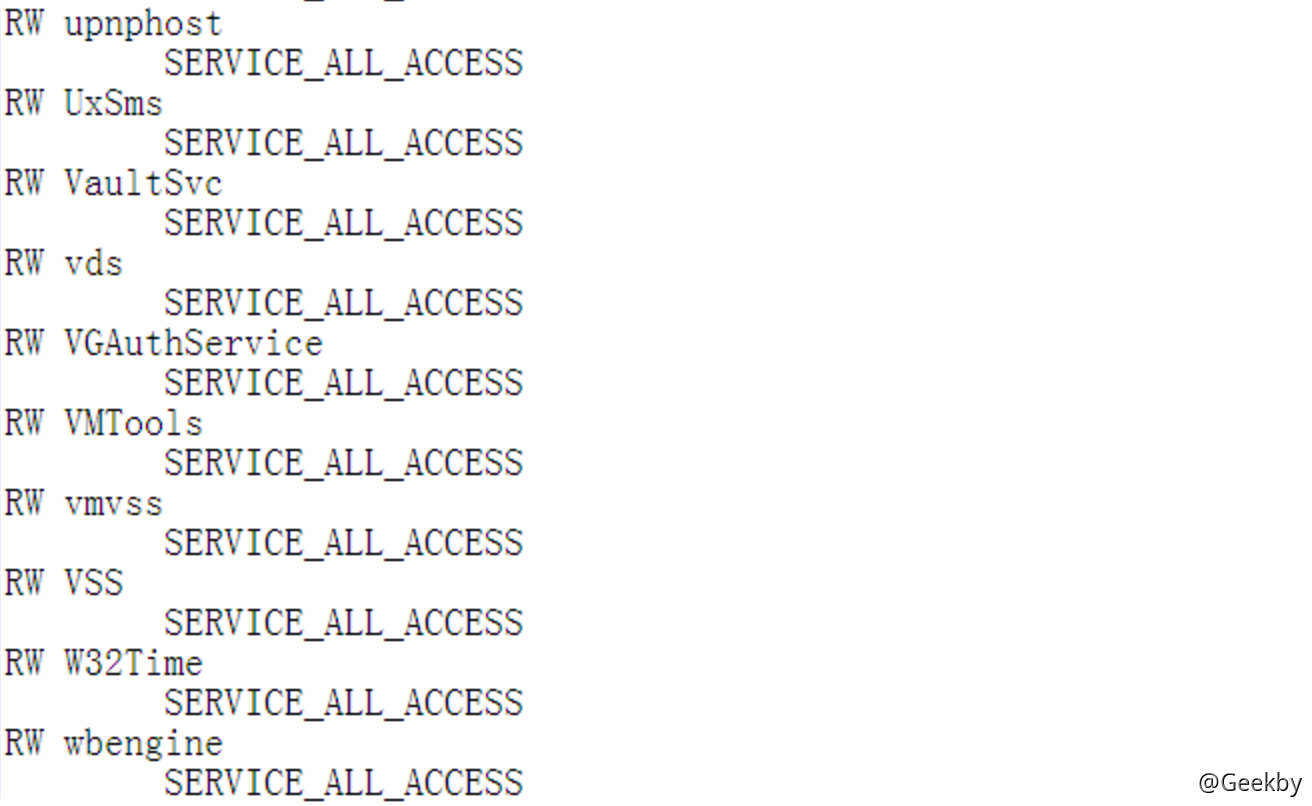 RW upnphost
SERVICE_ALL_ACCESS
RW UxSms
SERVICE_ALL_ACCESS
RW VaultSvc
SERVICE_ALL_ACCESS
RW vds
SERVICE_ALL_ACCESS
RW VGAuthService
SERVICE_ALL_ACCESS
RW VMTools
SERVICE_ALL_ACCESS
RW vmvss
SERVICE_ALL_ACCESS
RW VSS
SERVICE_ALL_ACCESS
RW W32Time
SERVICE_ALL_ACCESS
RW wbengine
SERVICE_ALL_ACCESS
@Geekby